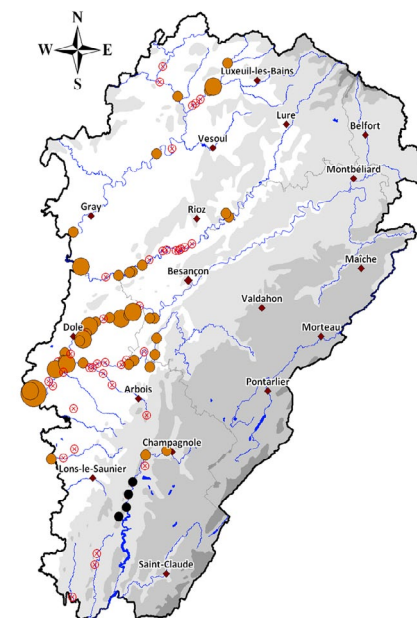 N
W E
S
Luxeuil-les-Bains
Lure
Belfort
Vesoul
Montbéliard
Gray
Rioz
Maiche
Besançon
Valdahon
Dole
Morteau
Pontarlier
Arbois
Champagnole
Lons-le-Saunier
Saint-Claude